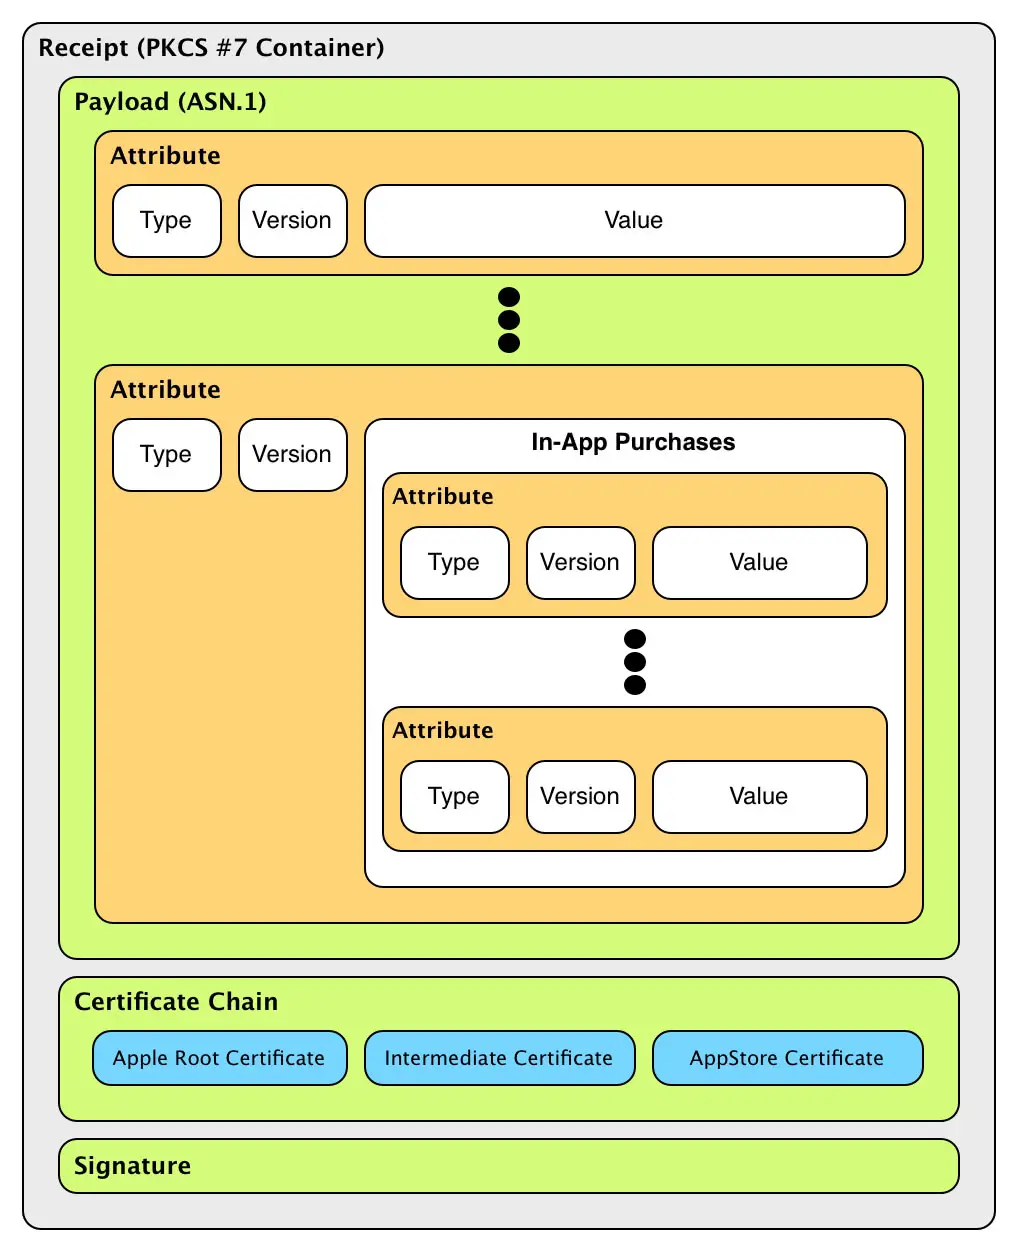 Receipt (PKCS #7 Container)
Payload (ASN.1)
Attribute
Type Version Value
Attribute
Type Version
In-App Purchases
Attribute
Type Version Value
Attribute
Type Version Value
Certificate Chain
Apple Root Certificate Intermediate Certificate AppStore Certificate
Signature